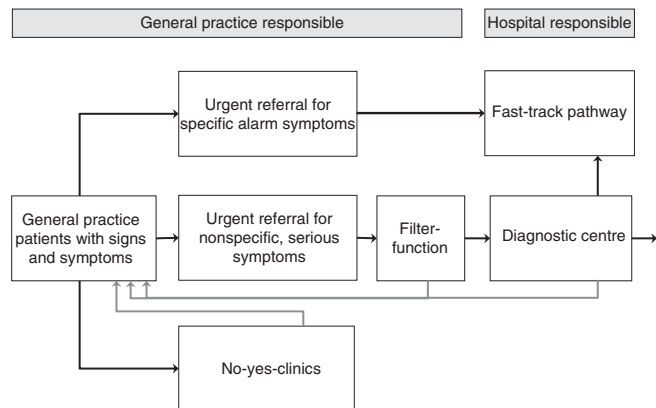 General practice responsible
Hospital responsible
Urgent referral for
specific alarm symptoms
Fast-track pathway
General practice
patients with signs
and symptoms
Urgent referral for
nonspecific, serious
symptoms
Filter-
function
Diagnostic centre
No-yes-clinics